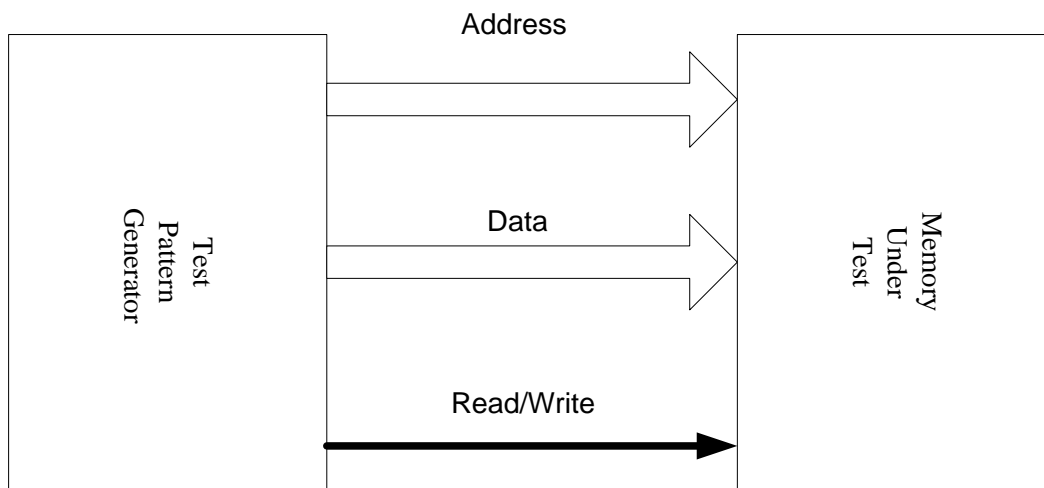 Address
Test
Pattern
Generator
Data
Memory
Under
Test
Read/Write